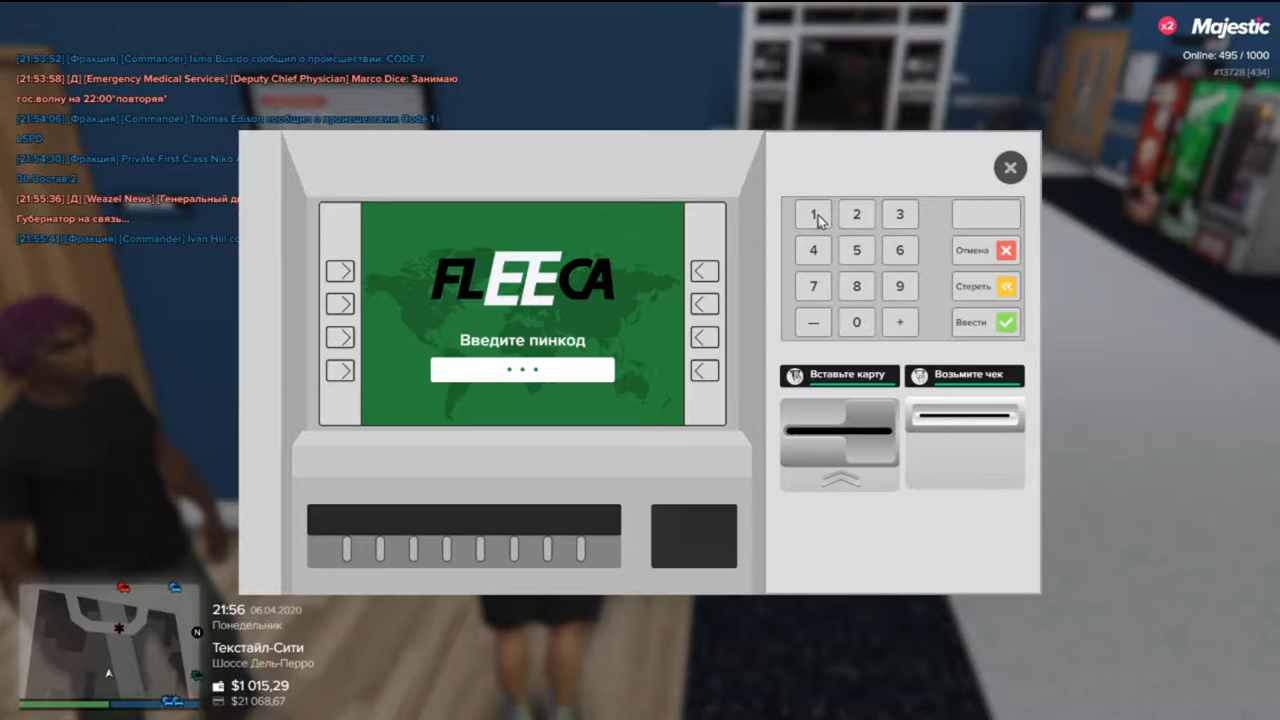 x2 Majestic
Online: 495 / 1000
#13728 [434]
[21:53:52] [Фракция] [Commander] Isma Busido сообщил о происшествии: CODE 7
[21:53:58] [Д] [Emergency Medical Services] [Deputy Chief Physician] Marco Dice: Занимаю
гос.волну на 22:00"повторяя"
[21:54:06] [Фракция] [Commander] Thomas Edison сообщил о происшествии: Code 1 |
LSPD
[21:54:30] [Фракция] Private First Class Niko
30.Состав:2
[21:55:36] [Д] [Weazel News] [Генеральный
Губернатор на связь...
[21:55:41] [Фракция] [Commander] Ivan Hill
FLEECA
Введите пинкод
1 2 3
4 5 6 Отмена
7 8 9 Стереть
— 0 + Ввести
Вставьте карту Возьмите чек
N
21:56 06.04.2020
Понедельник
Текстайл-Сити
Шоссе Дель-Перро
$1 015,29
$21 068,67